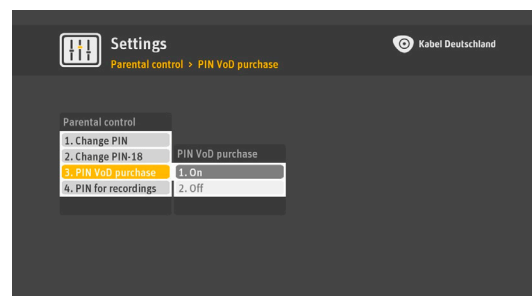 Settings
Parental control > PIN VoD purchase
Kabel Deutschland
Parental control
1. Change PIN
2. Change PIN-18
3. PIN VoD purchase
4. PIN for recordings
PIN VoD purchase
1. On
2. Off